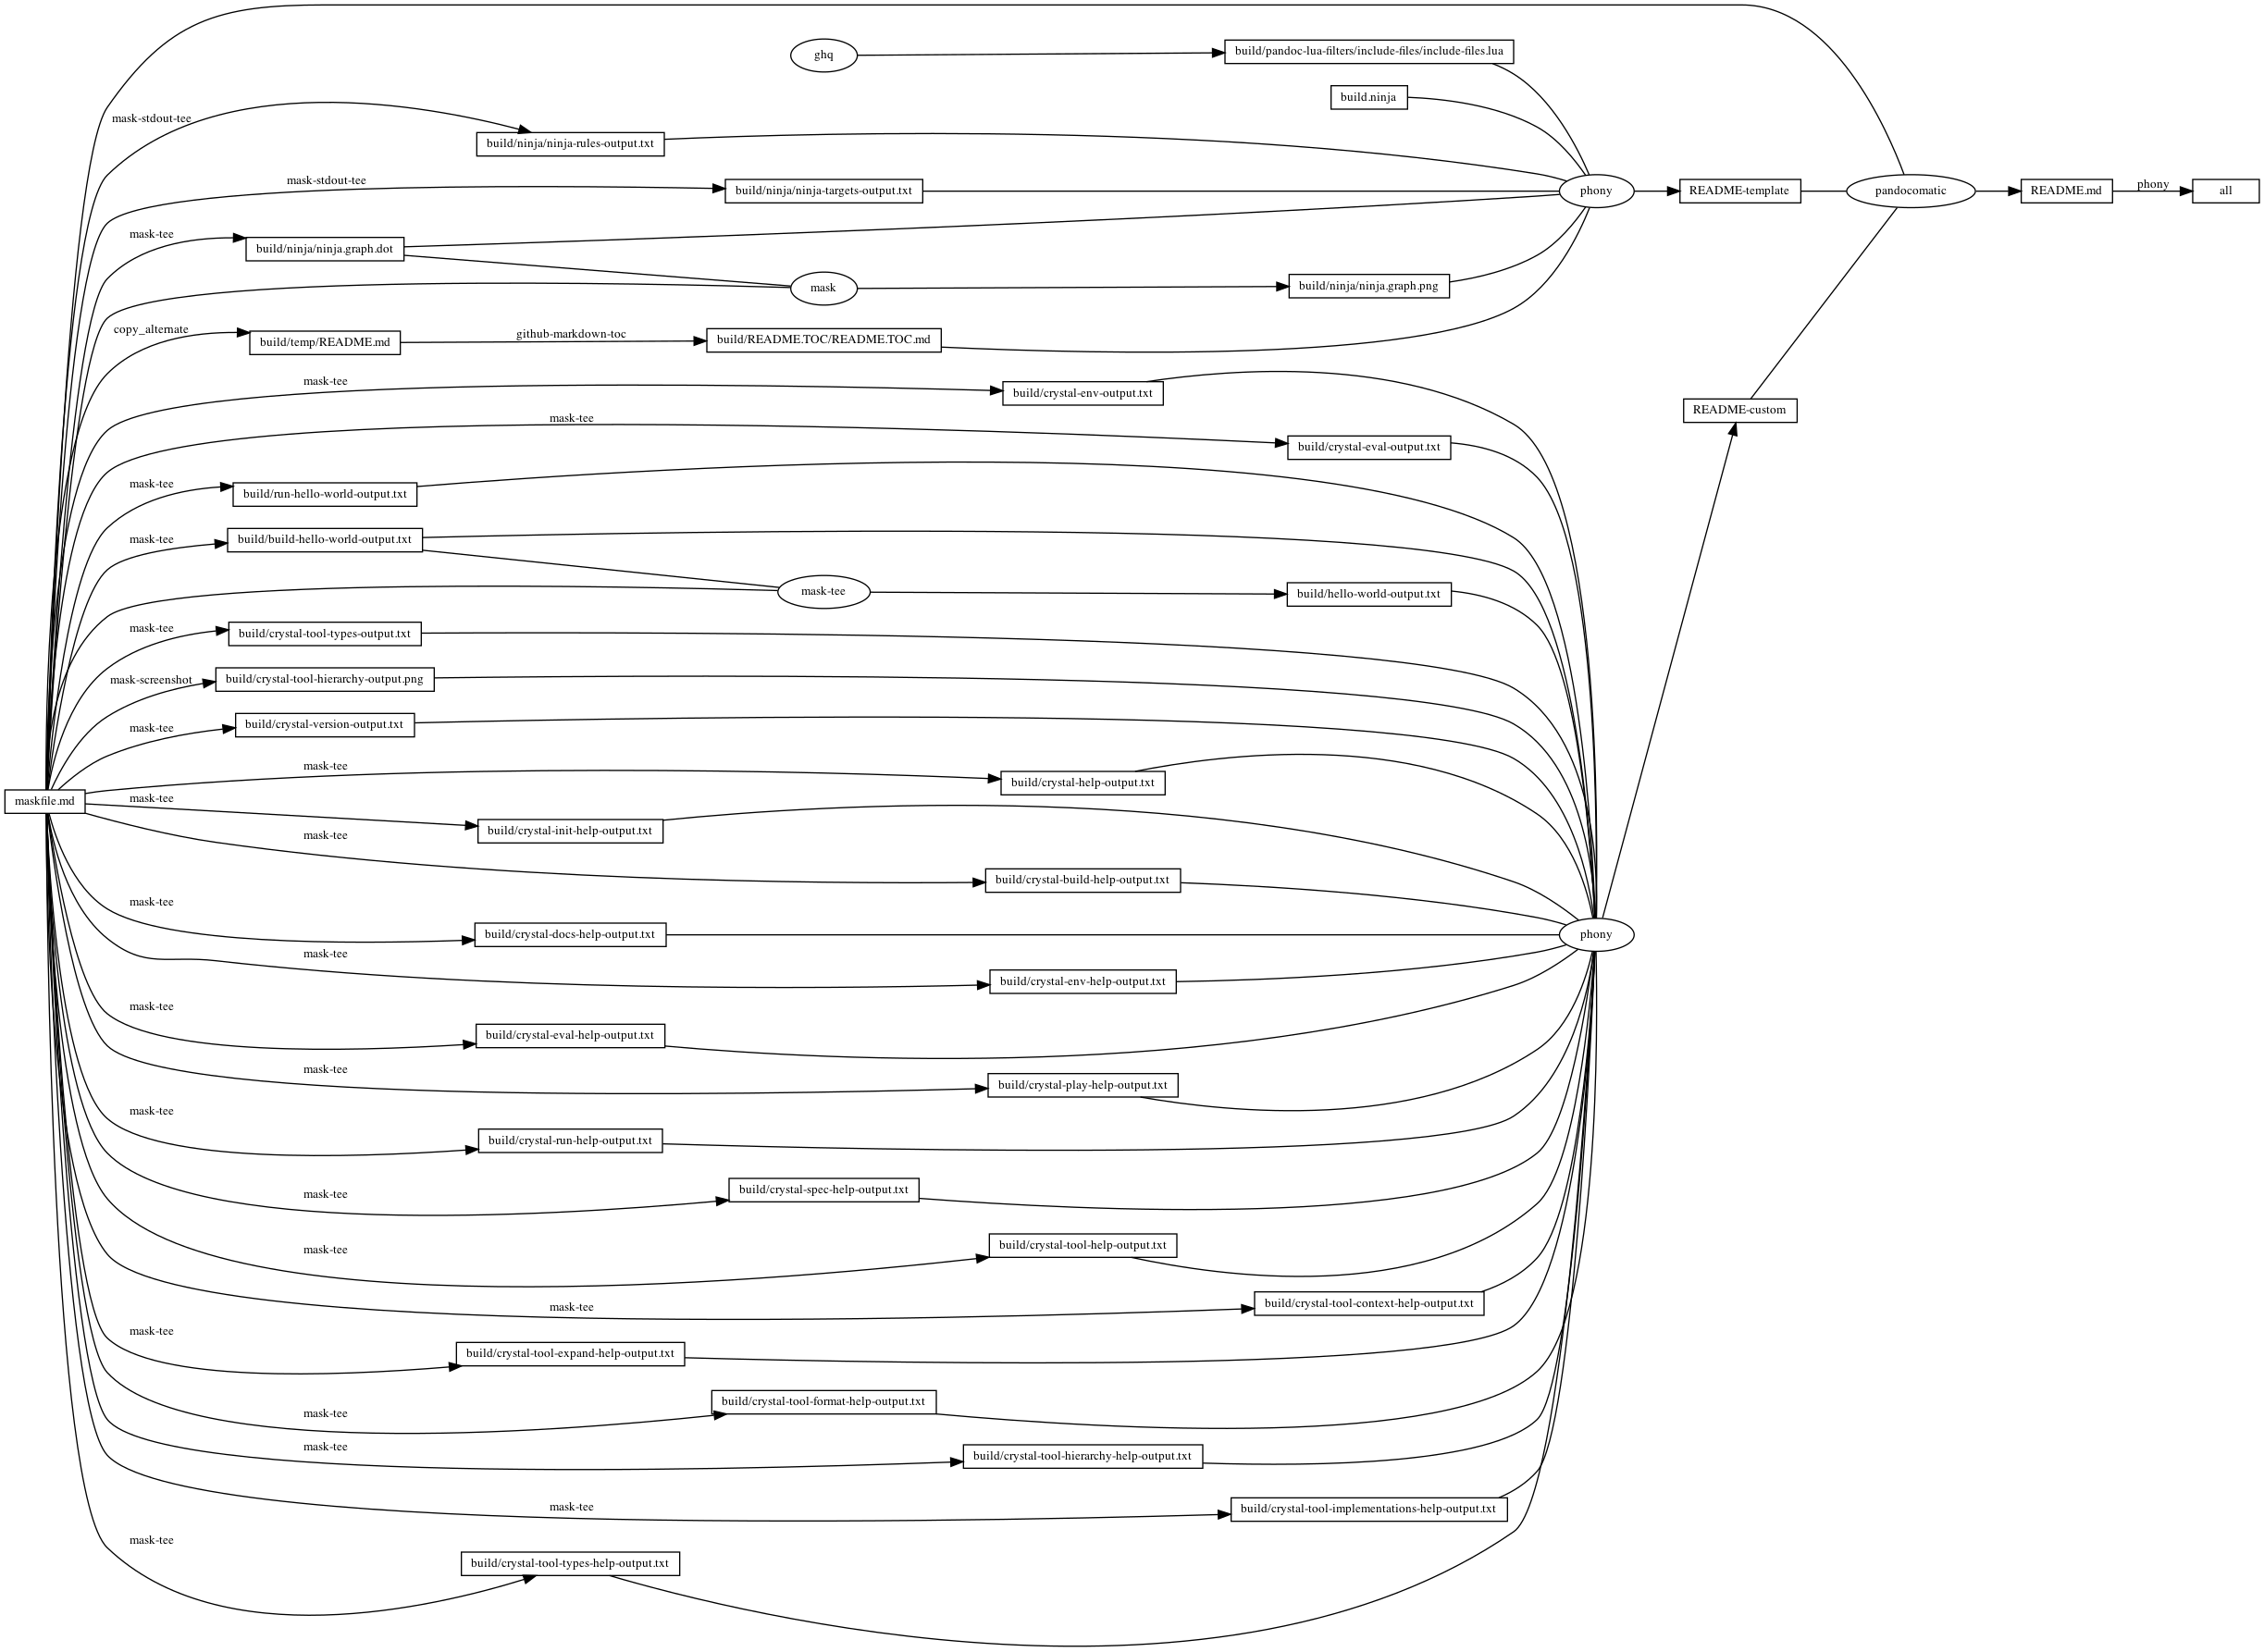 ghq
build/pandoc-lua-filters/include-files/include-files.lua
build.ninja
mask-stdout-tee
build/ninja/ninja-rules-output.txt
mask-stdout-tee
build/ninja/ninja-targets-output.txt
phony
README-template
pandocomatic
README.md
phony
all
mask-tee
build/ninja/ninja.graph.dot
mask
build/ninja/ninja.graph.png
copy_alternate
build/temp/README.md
github-markdown-toc
build/README.TOC/README.TOC.md
mask-tee
build/crystal-env-output.txt
README-custom
mask-tee
build/crystal-eval-output.txt
mask-tee
build/run-hello-world-output.txt
mask-tee
build/build-hello-world-output.txt
mask-tee
build/hello-world-output.txt
mask-tee
build/crystal-tool-types-output.txt
mask-screenshot
build/crystal-tool-hierarchy-output.png
mask-tee
build/crystal-version-output.txt
maskfile.md
mask-tee
build/crystal-help-output.txt
mask-tee
build/crystal-init-help-output.txt
mask-tee
build/crystal-build-help-output.txt
mask-tee
build/crystal-docs-help-output.txt
phony
mask-tee
build/crystal-env-help-output.txt
mask-tee
build/crystal-eval-help-output.txt
mask-tee
build/crystal-play-help-output.txt
mask-tee
build/crystal-run-help-output.txt
mask-tee
build/crystal-spec-help-output.txt
mask-tee
build/crystal-tool-help-output.txt
mask-tee
build/crystal-tool-context-help-output.txt
mask-tee
build/crystal-tool-expand-help-output.txt
mask-tee
build/crystal-tool-format-help-output.txt
mask-tee
build/crystal-tool-hierarchy-help-output.txt
mask-tee
build/crystal-tool-implementations-help-output.txt
mask-tee
build/crystal-tool-types-help-output.txt